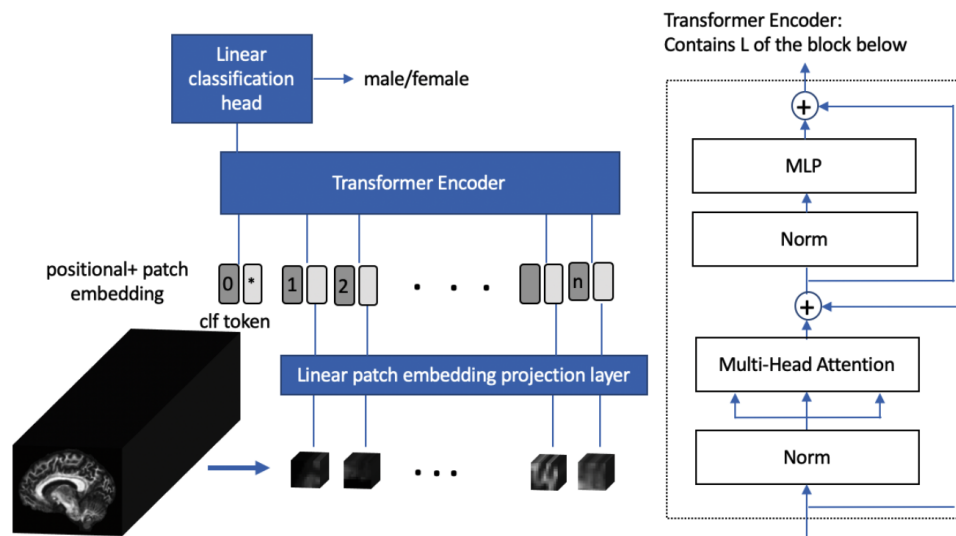 Linear
classification
head
male/female
Transformer Encoder
positional+ patch
embedding
0 * 1 2 . . . n
clf token
Linear patch embedding projection layer
. . .
Transformer Encoder:
Contains L of the block below
+
MLP
Norm
+
Multi-Head Attention
Norm